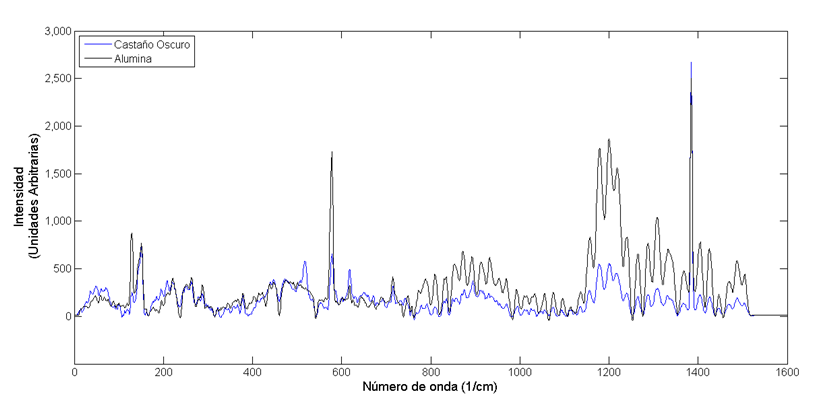 3,000
Castaño Oscuro
Alumina
2,500
2,000
1,500
1,000
500
0
Intensidad
(Unidades Arbitrarias)
0 200 400 600 800 1000 1200 1400 1600
Número de onda (1/cm)